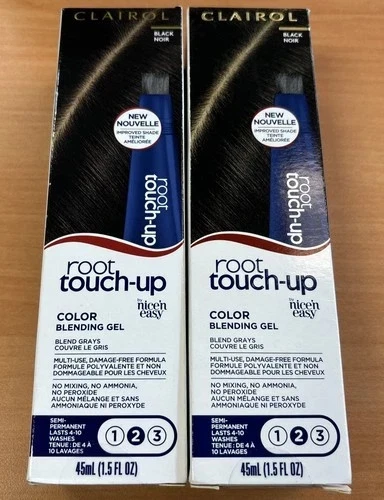 CLAIROL
BLACK
NOIR
NEW
NOUVELLE
IMPROVED SHADE
TEINTE
AMÉLIORÉE
root
touch-up
root
touch-up
by nice'n
easy
COLOR
BLENDING GEL
BLEND GRAYS
COUVRE LE GRIS
MULTI-USE, DAMAGE-FREE FORMULA
FORMULE POLYVALENTE ET NON
DOMMAGEABLE POUR LES CHEVEUX
NO MIXING, NO AMMONIA,
NO PEROXIDE
AUCUN MÉLANGE ET SANS
AMMONIAQUE NI PEROXYDE
SEMI-
PERMANENT
LASTS 4-10
WASHES
TENUE : DE 4 À
10 LAVAGES
1 2 3
45mL (1.5 FL OZ)
CLAIROL
BLACK
NOIR
NEW
NOUVELLE
IMPROVED SHADE
TEINTE
AMÉLIORÉE
root
touch-up
root
touch-up
by nice'n
easy
COLOR
BLENDING GEL
BLEND GRAYS
COUVRE LE GRIS
MULTI-USE, DAMAGE-FREE FORMULA
FORMULE POLYVALENTE ET NON
DOMMAGEABLE POUR LES CHEVEUX
NO MIXING, NO AMMONIA,
NO PEROXIDE
AUCUN MÉLANGE ET SANS
AMMONIAQUE NI PEROXYDE
SEMI-
PERMANENT
LASTS 4-10
WASHES
TENUE : DE 4 À
10 LAVAGES
1 2 3
45mL (1.5 FL OZ)